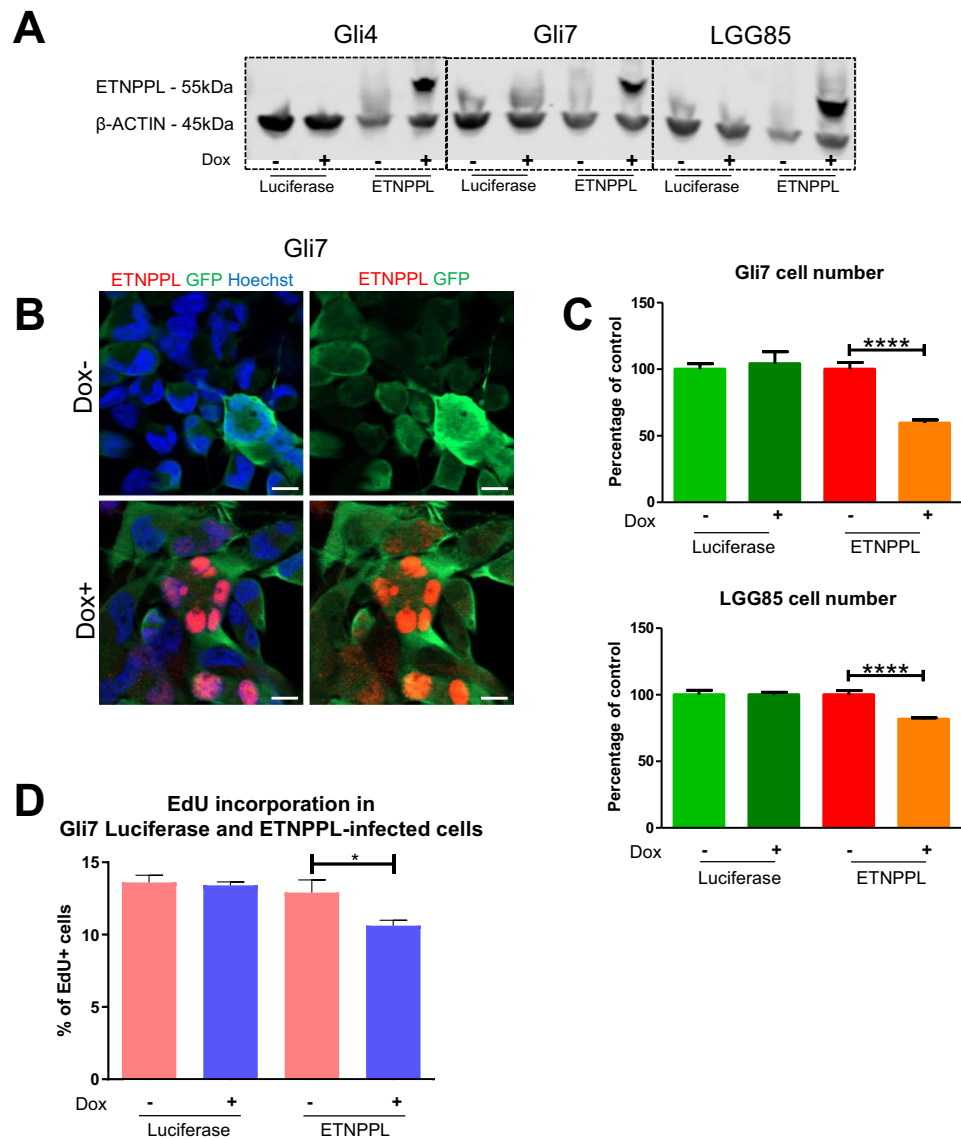 A
Gli4 Gli7 LGG85
ETNPPL - 55kDa
β-ACTIN - 45kDa
Dox - + - + - + - + - + - +
Luciferase ETNPPL Luciferase ETNPPL Luciferase ETNPPL
Gli7
B
ETNPPL GFP Hoechst ETNPPL GFP
Dox-
Dox+
C
Gli7 cell number
Percentage of control
150
100
50
0
****
Dox - + - +
Luciferase ETNPPL
LGG85 cell number
Percentage of control
150
100
50
0
****
Dox - + - +
Luciferase ETNPPL
D
EdU incorporation in
Gli7 Luciferase and ETNPPL-infected cells
% of EdU+ cells
15
10
5
0
*
Dox - + - +
Luciferase ETNPPL